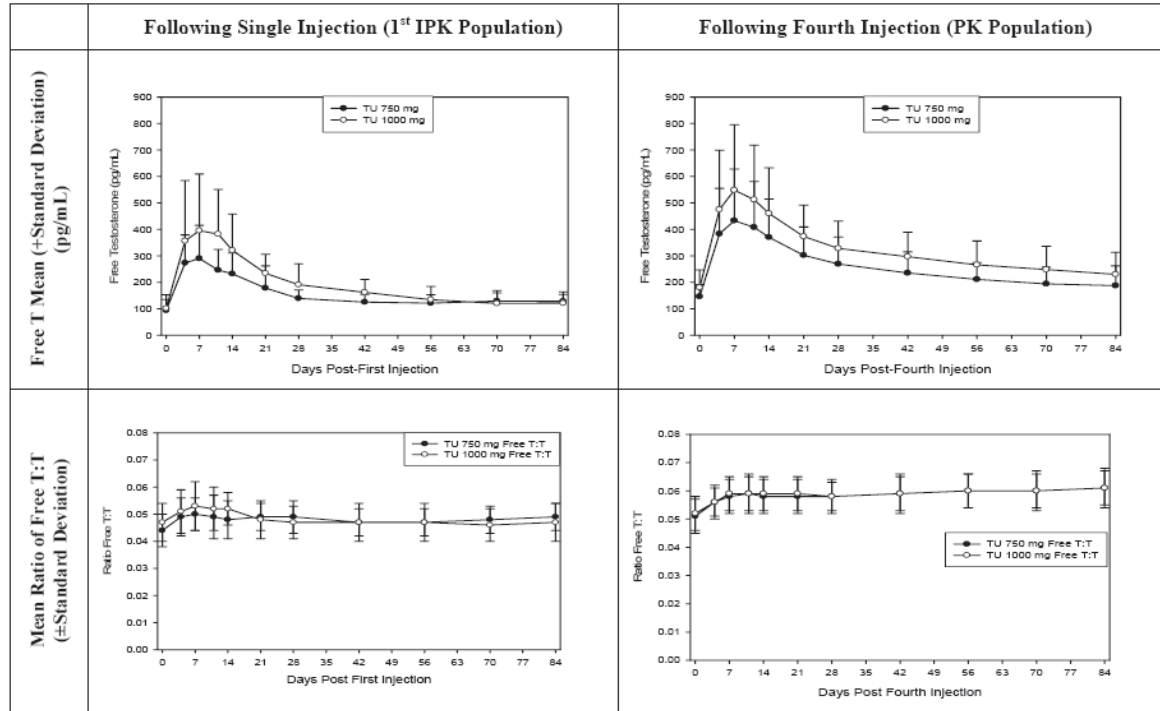 Following Single Injection (1st IPK Population)
Following Fourth Injection (PK Population)
Free T Mean (+Standard Deviation)
(pg/mL)
900
800
700
600
500
400
300
200
100
0
Free Testosterone (pg/mL)
TU 750 mg
TU 1000 mg
0 7 14 21 28 35 42 49 56 63 70 77 84
Days Post-First Injection
900
800
700
600
500
400
300
200
100
0
Free Testosterone (pg/mL)
TU 750 mg
TU 1000 mg
0 7 14 21 28 35 42 49 56 63 70 77 84
Days Post-Fourth Injection
Mean Ratio of Free T:T
(±Standard Deviation)
0.08
0.07
0.06
0.05
0.04
0.03
0.02
0.01
0.00
Ratio Free T:T
TU 750 mg Free T:T
TU 1000 mg Free T:T
0 7 14 21 28 35 42 49 56 63 70 77 84
Days Post First Injection
0.08
0.07
0.06
0.05
0.04
0.03
0.02
0.01
0.00
Ratio Free T:T
TU 750 mg Free T:T
TU 1000 mg Free T:T
0 7 14 21 28 35 42 49 56 63 70 77 84
Days Post Fourth Injection